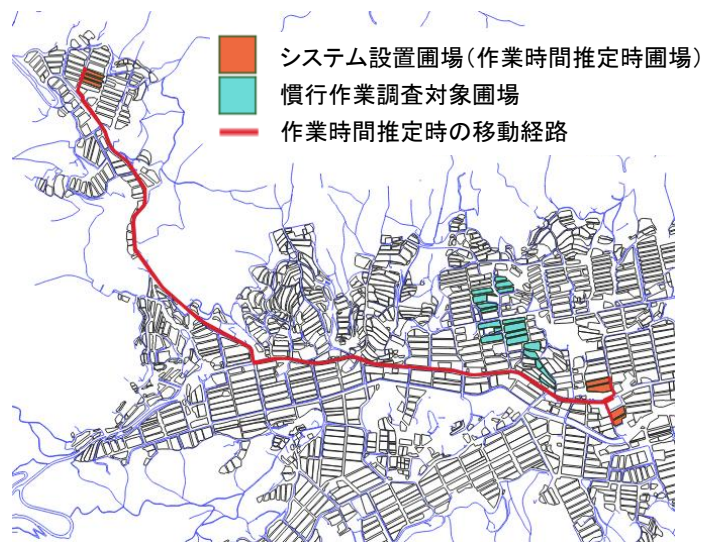 システム設置圃場(作業時間推定時圃場)
慣行作業調査対象圃場
作業時間推定時の移動経路